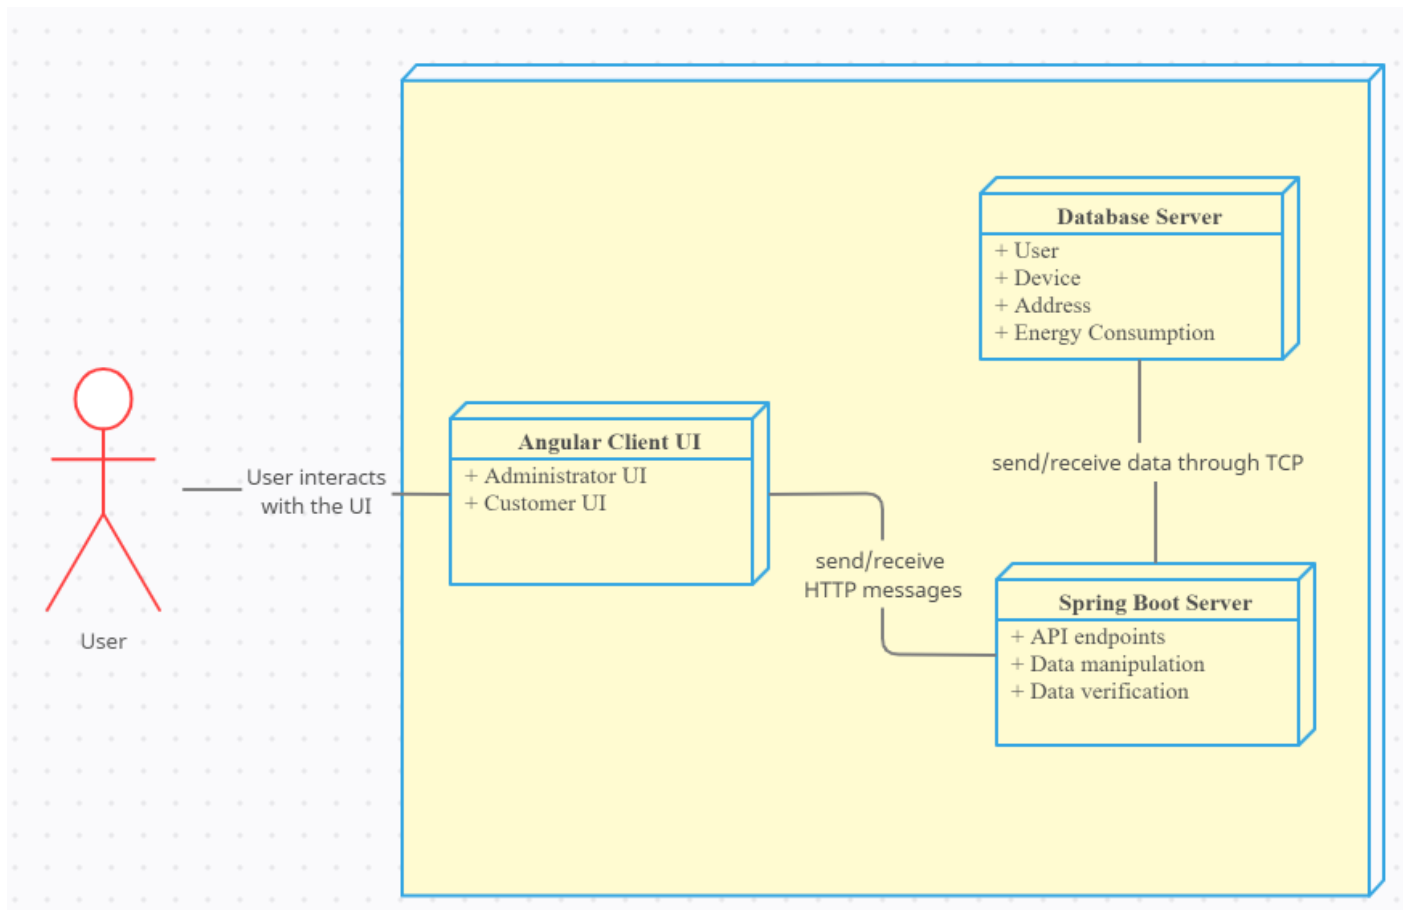 Database Server
+ User
+ Device
+ Address
+ Energy Consumption
Angular Client UI
+ Administrator UI
+ Customer UI
User interacts
with the UI
send/receive data through TCP
send/receive
HTTP messages
Spring Boot Server
+ API endpoints
+ Data manipulation
+ Data verification
User